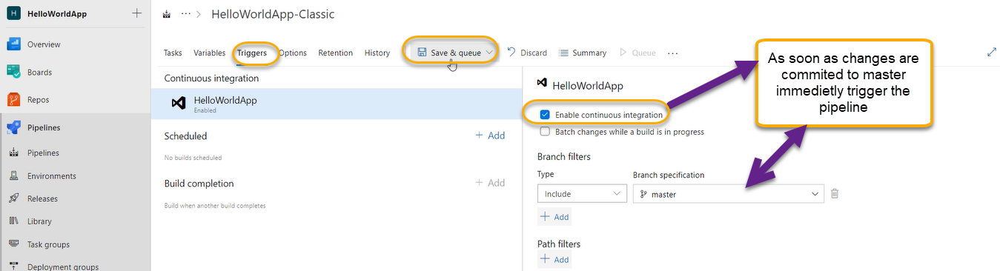 H HelloWorldApp
··· > HelloWorldApp-Classic
Overview
Boards
Repos
Pipelines
Pipelines
Environments
Releases
Library
Task groups
Deployment groups
Tasks Variables Triggers Options Retention History Save & queue Discard Summary Queue ···
Continuous integration
HelloWorldApp
Enabled
Scheduled
+ Add
No builds scheduled
Build completion
+ Add
Build when another build completes
HelloWorldApp
Enable continuous integration
Batch changes while a build is in progress
Branch filters
Type Branch specification
Include master
+ Add
Path filters
+ Add
As soon as changes are
commited to master
immedietly trigger the
pipeline